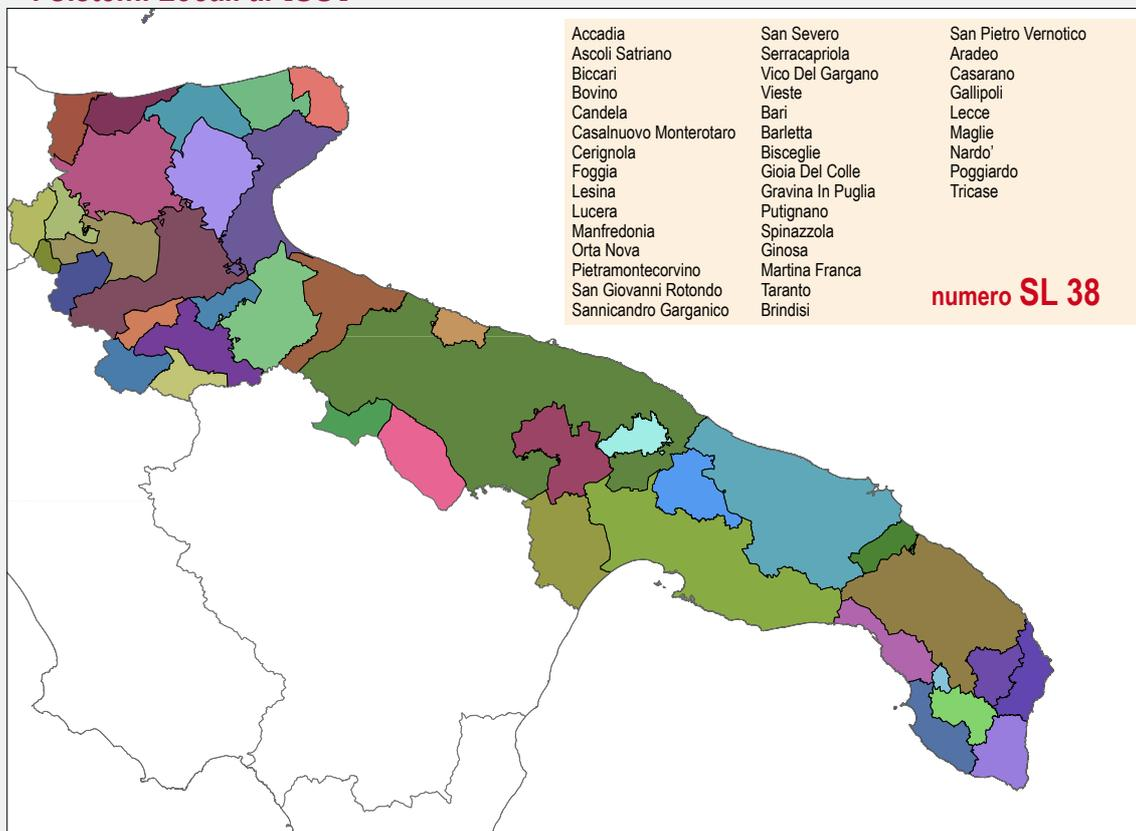 Accadia
Ascoli Satriano
Biccari
Bovino
Candela
Casalnuovo Monterotaro
Cerignola
Foggia
Lesina
Lucera
Manfredonia
Orta Nova
Pietramontecorvino
San Giovanni Rotondo
Sannicandro Garganico
San Severo
Serracapriola
Vico Del Gargano
Vieste
Bari
Barletta
Bisceglie
Gioia Del Colle
Gravina In Puglia
Putignano
Spinazzola
Ginosa
Martina Franca
Taranto
Brindisi
San Pietro Vernotico
Aradeo
Casarano
Gallipoli
Lecce
Maglie
Nardo'
Poggiardo
Tricase
numero SL 38